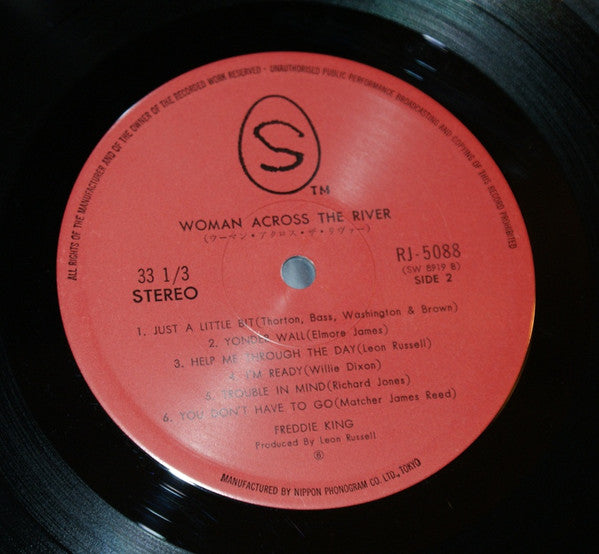 ALL RIGHTS OF THE MANUFACTURER AND OF THE OWNER OF THE RECORDED WORK RESERVED - UNAUTHORISED PUBLIC PERFORMANCE BROADCASTING AND COPYING OF THIS RECORD PROHIBITED
S
TM
WOMAN ACROSS THE RIVER
(ウーマン・アクロス・ザ・リヴァー)
33 1/3
STEREO
RJ-5088
(SW 8919 B)
SIDE 2
1. JUST A LITTLE BIT(Thorton, Bass, Washington & Brown)
2. YONDER WALL(Elmore James)
3. HELP ME THROUGH THE DAY(Leon Russell)
4. I'M READY(Willie Dixon)
5. TROUBLE IN MIND(Richard Jones)
6. YOU DON'T HAVE TO GO(Matcher James Reed)
FREDDIE KING
Produced By Leon Russell
Ⓟ
MANUFACTURED BY NIPPON PHONOGRAM CO. LTD., TOKYO